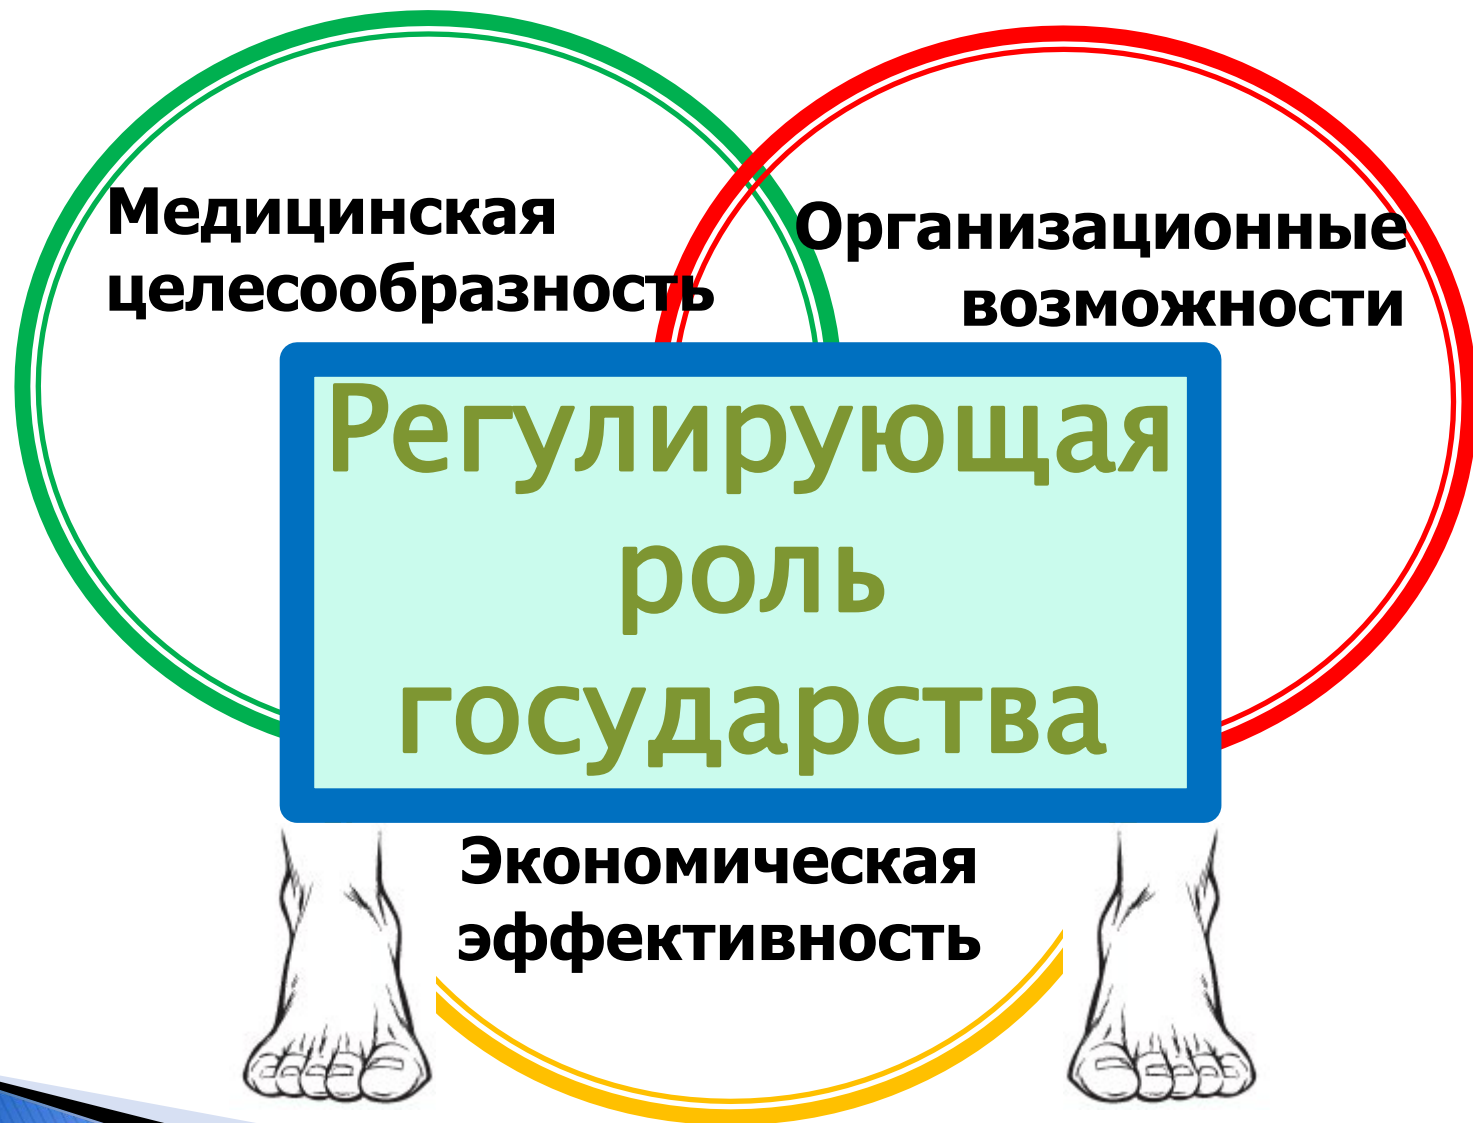 Медицинская
целесообразность
Организационные
возможности
Регулирующая
роль
государства
Экономическая
эффективность